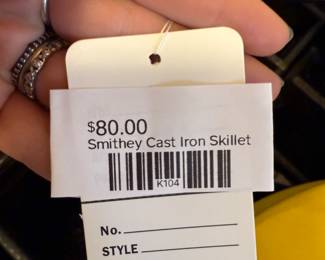 $80.00
Smithey Cast Iron Skillet
K104
No.
STYLE